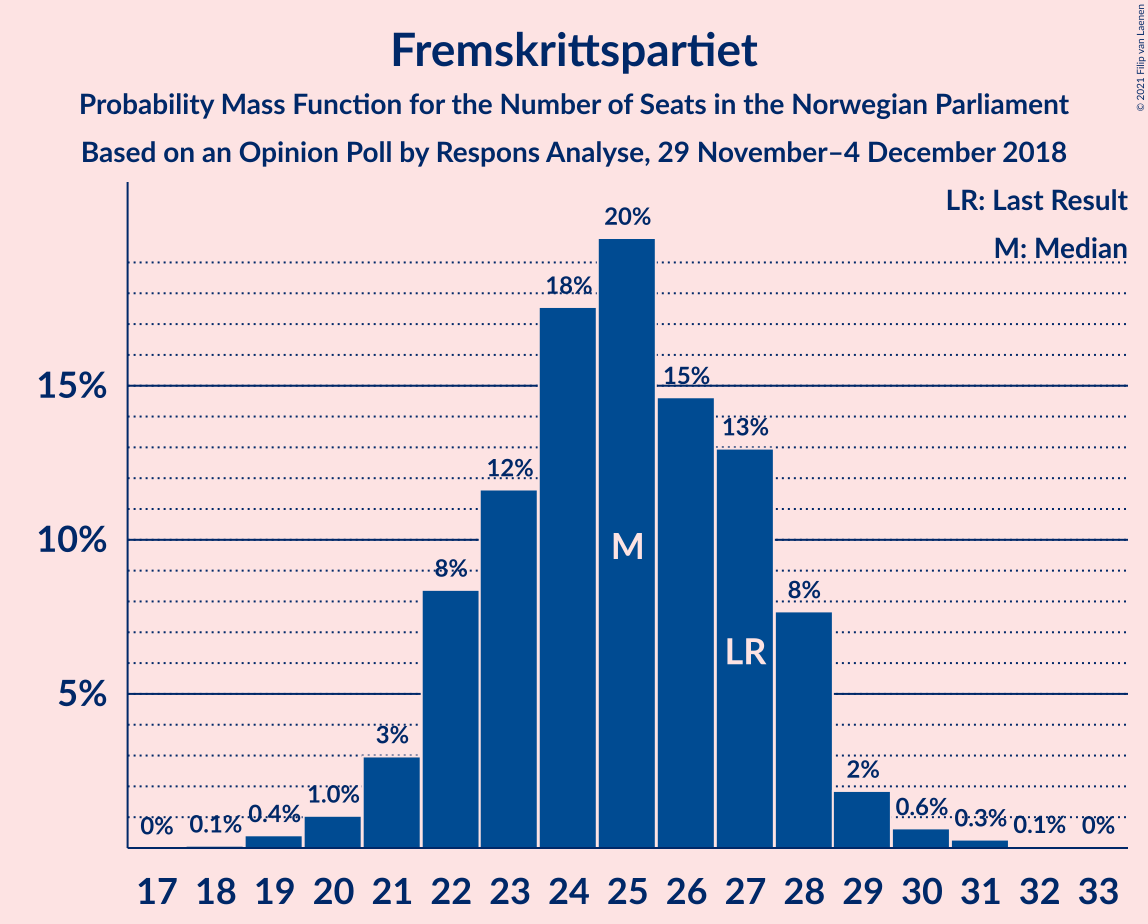 Fremskrittspartiet
Probability Mass Function for the Number of Seats in the Norwegian Parliament
Based on an Opinion Poll by Respons Analyse, 29 November–4 December 2018
© 2021 Filip van Laenen
LR: Last Result
M: Median
20%
18%
15%
15%
13%
12%
M
10%
8%
8%
LR
5%
3%
2%
1.0%
0.6%
0% 0.1% 0.4% 0.3% 0.1% 0%
17 18 19 20 21 22 23 24 25 26 27 28 29 30 31 32 33